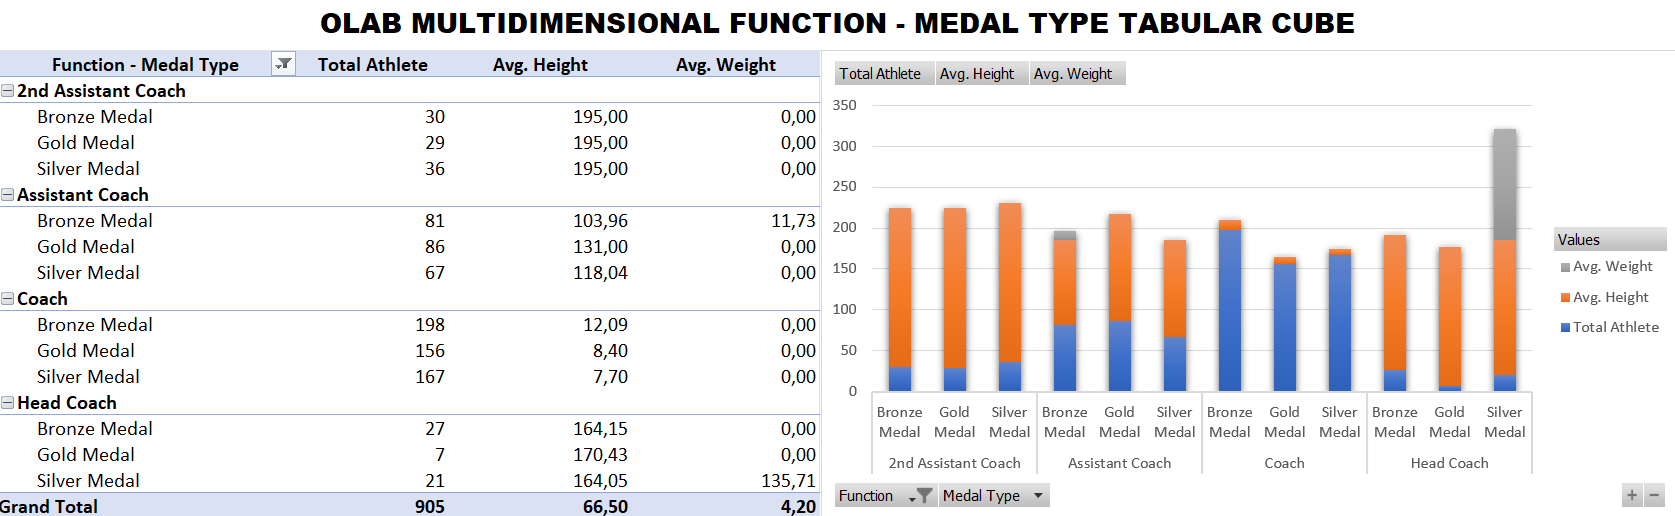 OLAB MULTIDIMENSIONAL FUNCTION - MEDAL TYPE TABULAR CUBE
Function - Medal Type Total Athlete Avg. Height Avg. Weight
2nd Assistant Coach
Bronze Medal 30 195,00 0,00
Gold Medal 29 195,00 0,00
Silver Medal 36 195,00 0,00
Assistant Coach
Bronze Medal 81 103,96 11,73
Gold Medal 86 131,00 0,00
Silver Medal 67 118,04 0,00
Coach
Bronze Medal 198 12,09 0,00
Gold Medal 156 8,40 0,00
Silver Medal 167 7,70 0,00
Head Coach
Bronze Medal 27 164,15 0,00
Gold Medal 7 170,43 0,00
Silver Medal 21 164,05 135,71
Grand Total 905 66,50 4,20
Total Athlete Avg. Height Avg. Weight
350
300
250
200
150
100
50
0
Bronze Gold Silver Bronze Gold Silver Bronze Gold Silver Bronze Gold Silver
Medal Medal Medal Medal Medal Medal Medal Medal Medal Medal Medal Medal
2nd Assistant Coach Assistant Coach Coach Head Coach
Values
Avg. Weight
Avg. Height
Total Athlete
Function Medal Type + −